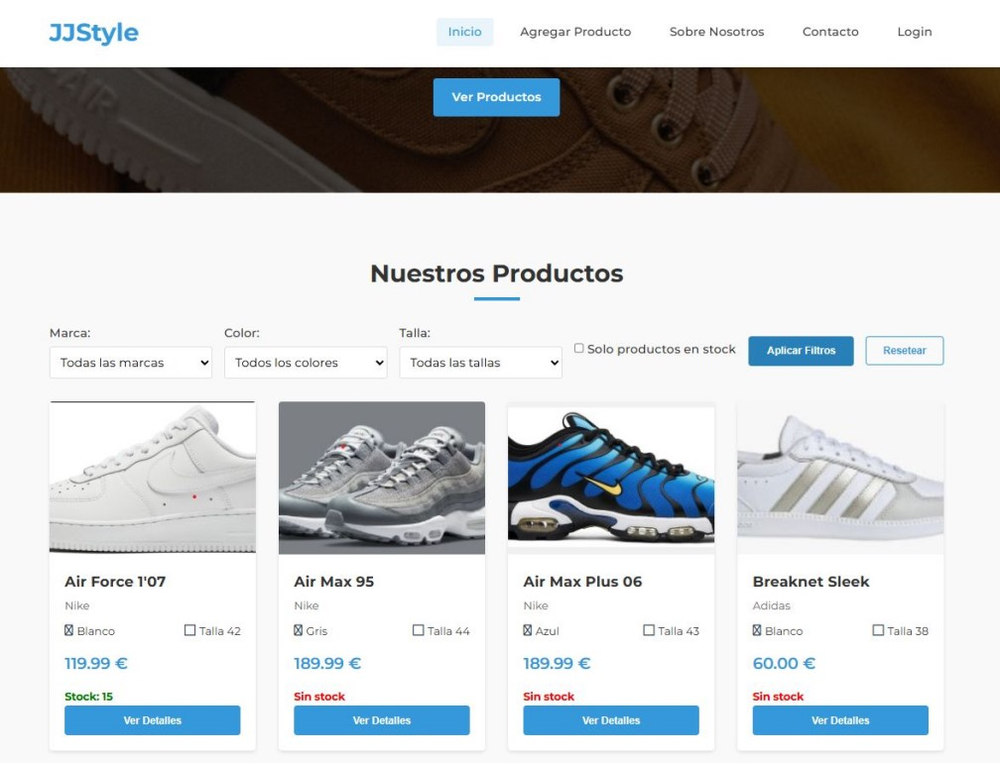 JJStyle
Inicio
Agregar Producto
Sobre Nosotros
Contacto
Login
AIR
Ver Productos
Nuestros Productos
Marca:
Color:
Talla:
Todas las marcas
Todos los colores
Todas las tallas
Solo productos en stock
Aplicar Filtros
Resetear
Air Force 1'07
Nike
Blanco
Talla 42
119.99 €
Stock: 15
Ver Detalles
Air Max 95
Nike
Gris
Talla 44
189.99 €
Sin stock
Ver Detalles
Air Max Plus 06
Nike
Azul
Talla 43
189.99 €
Sin stock
Ver Detalles
Breaknet Sleek
Adidas
Blanco
Talla 38
60.00 €
Sin stock
Ver Detalles